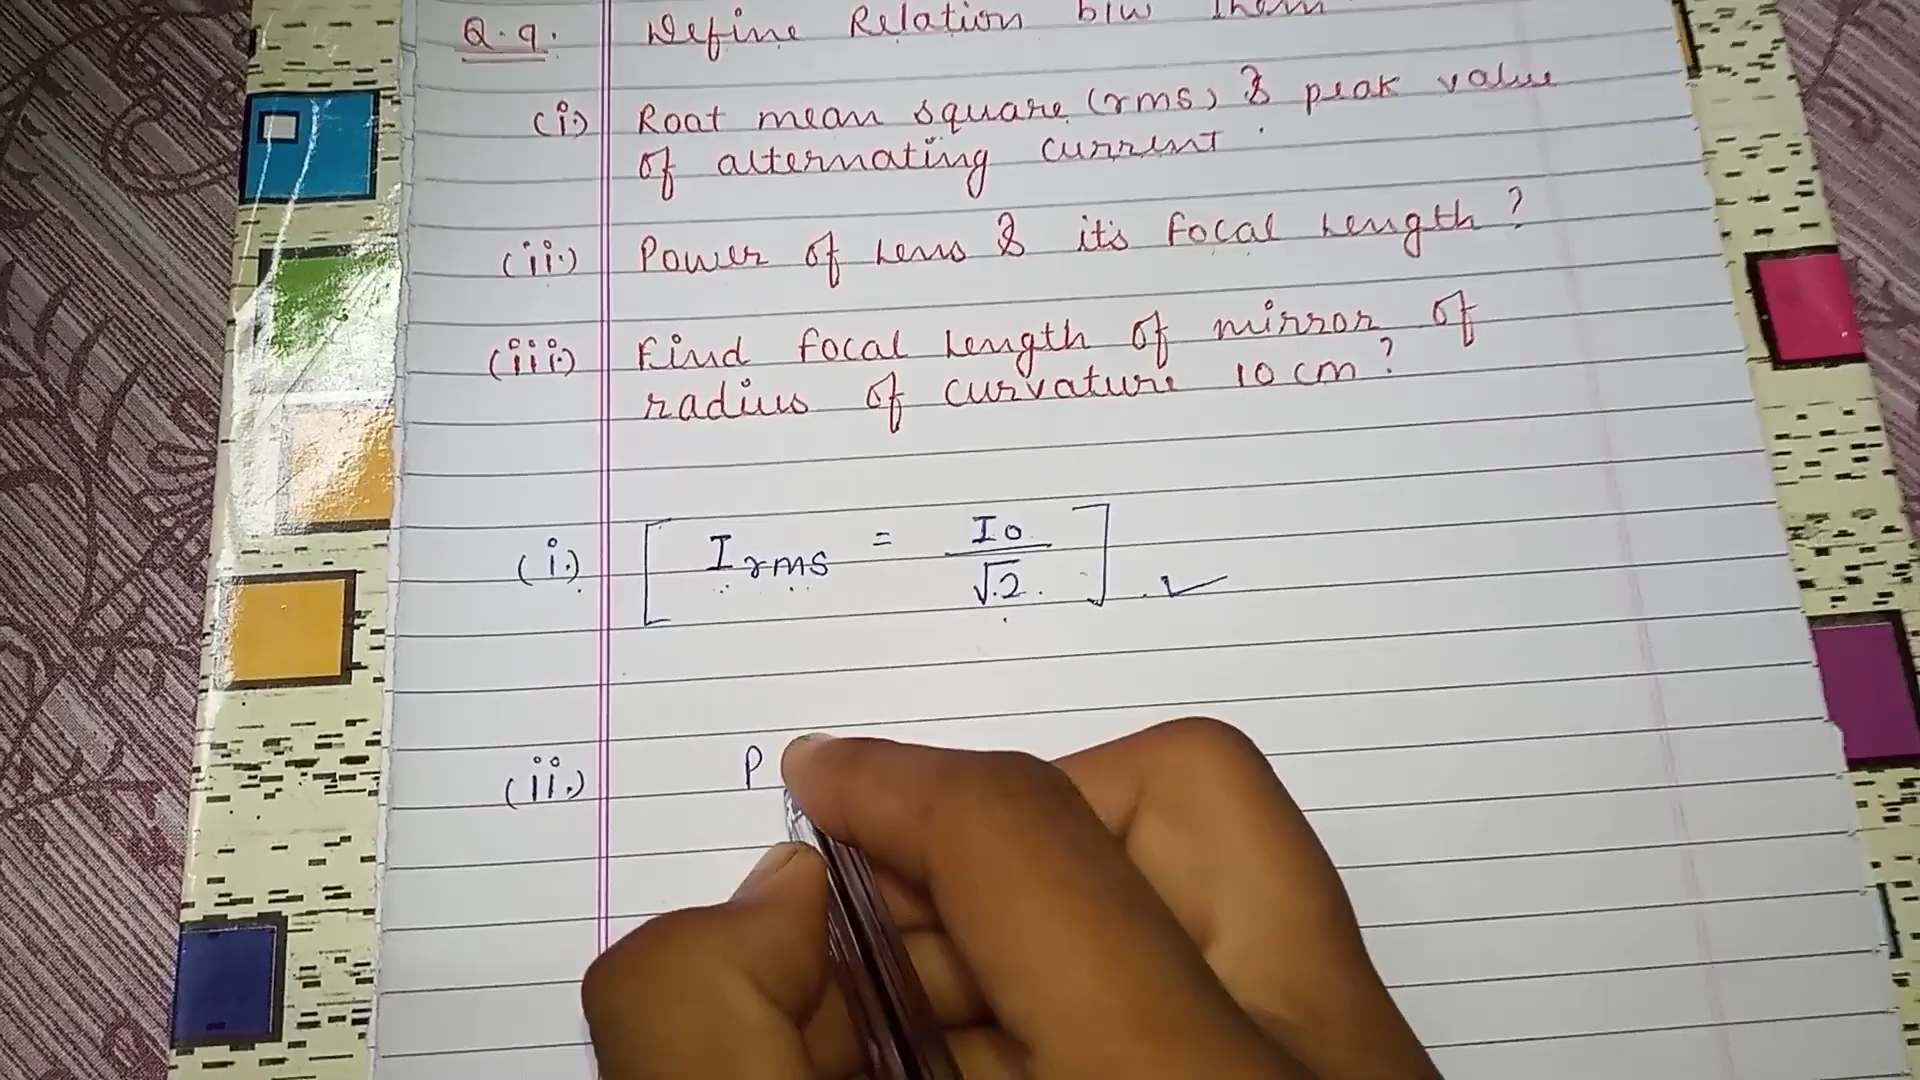 Q.9. Define Relation b/w them
(i) Root mean square (rms) & peak value
of alternating current.
(ii.) Power of lens & its focal length ?
(iii.) Find focal length of mirror of
radius of curvature 10 cm ?
(i.) [ Irms = I0/√2 ] ✓
(ii.) P